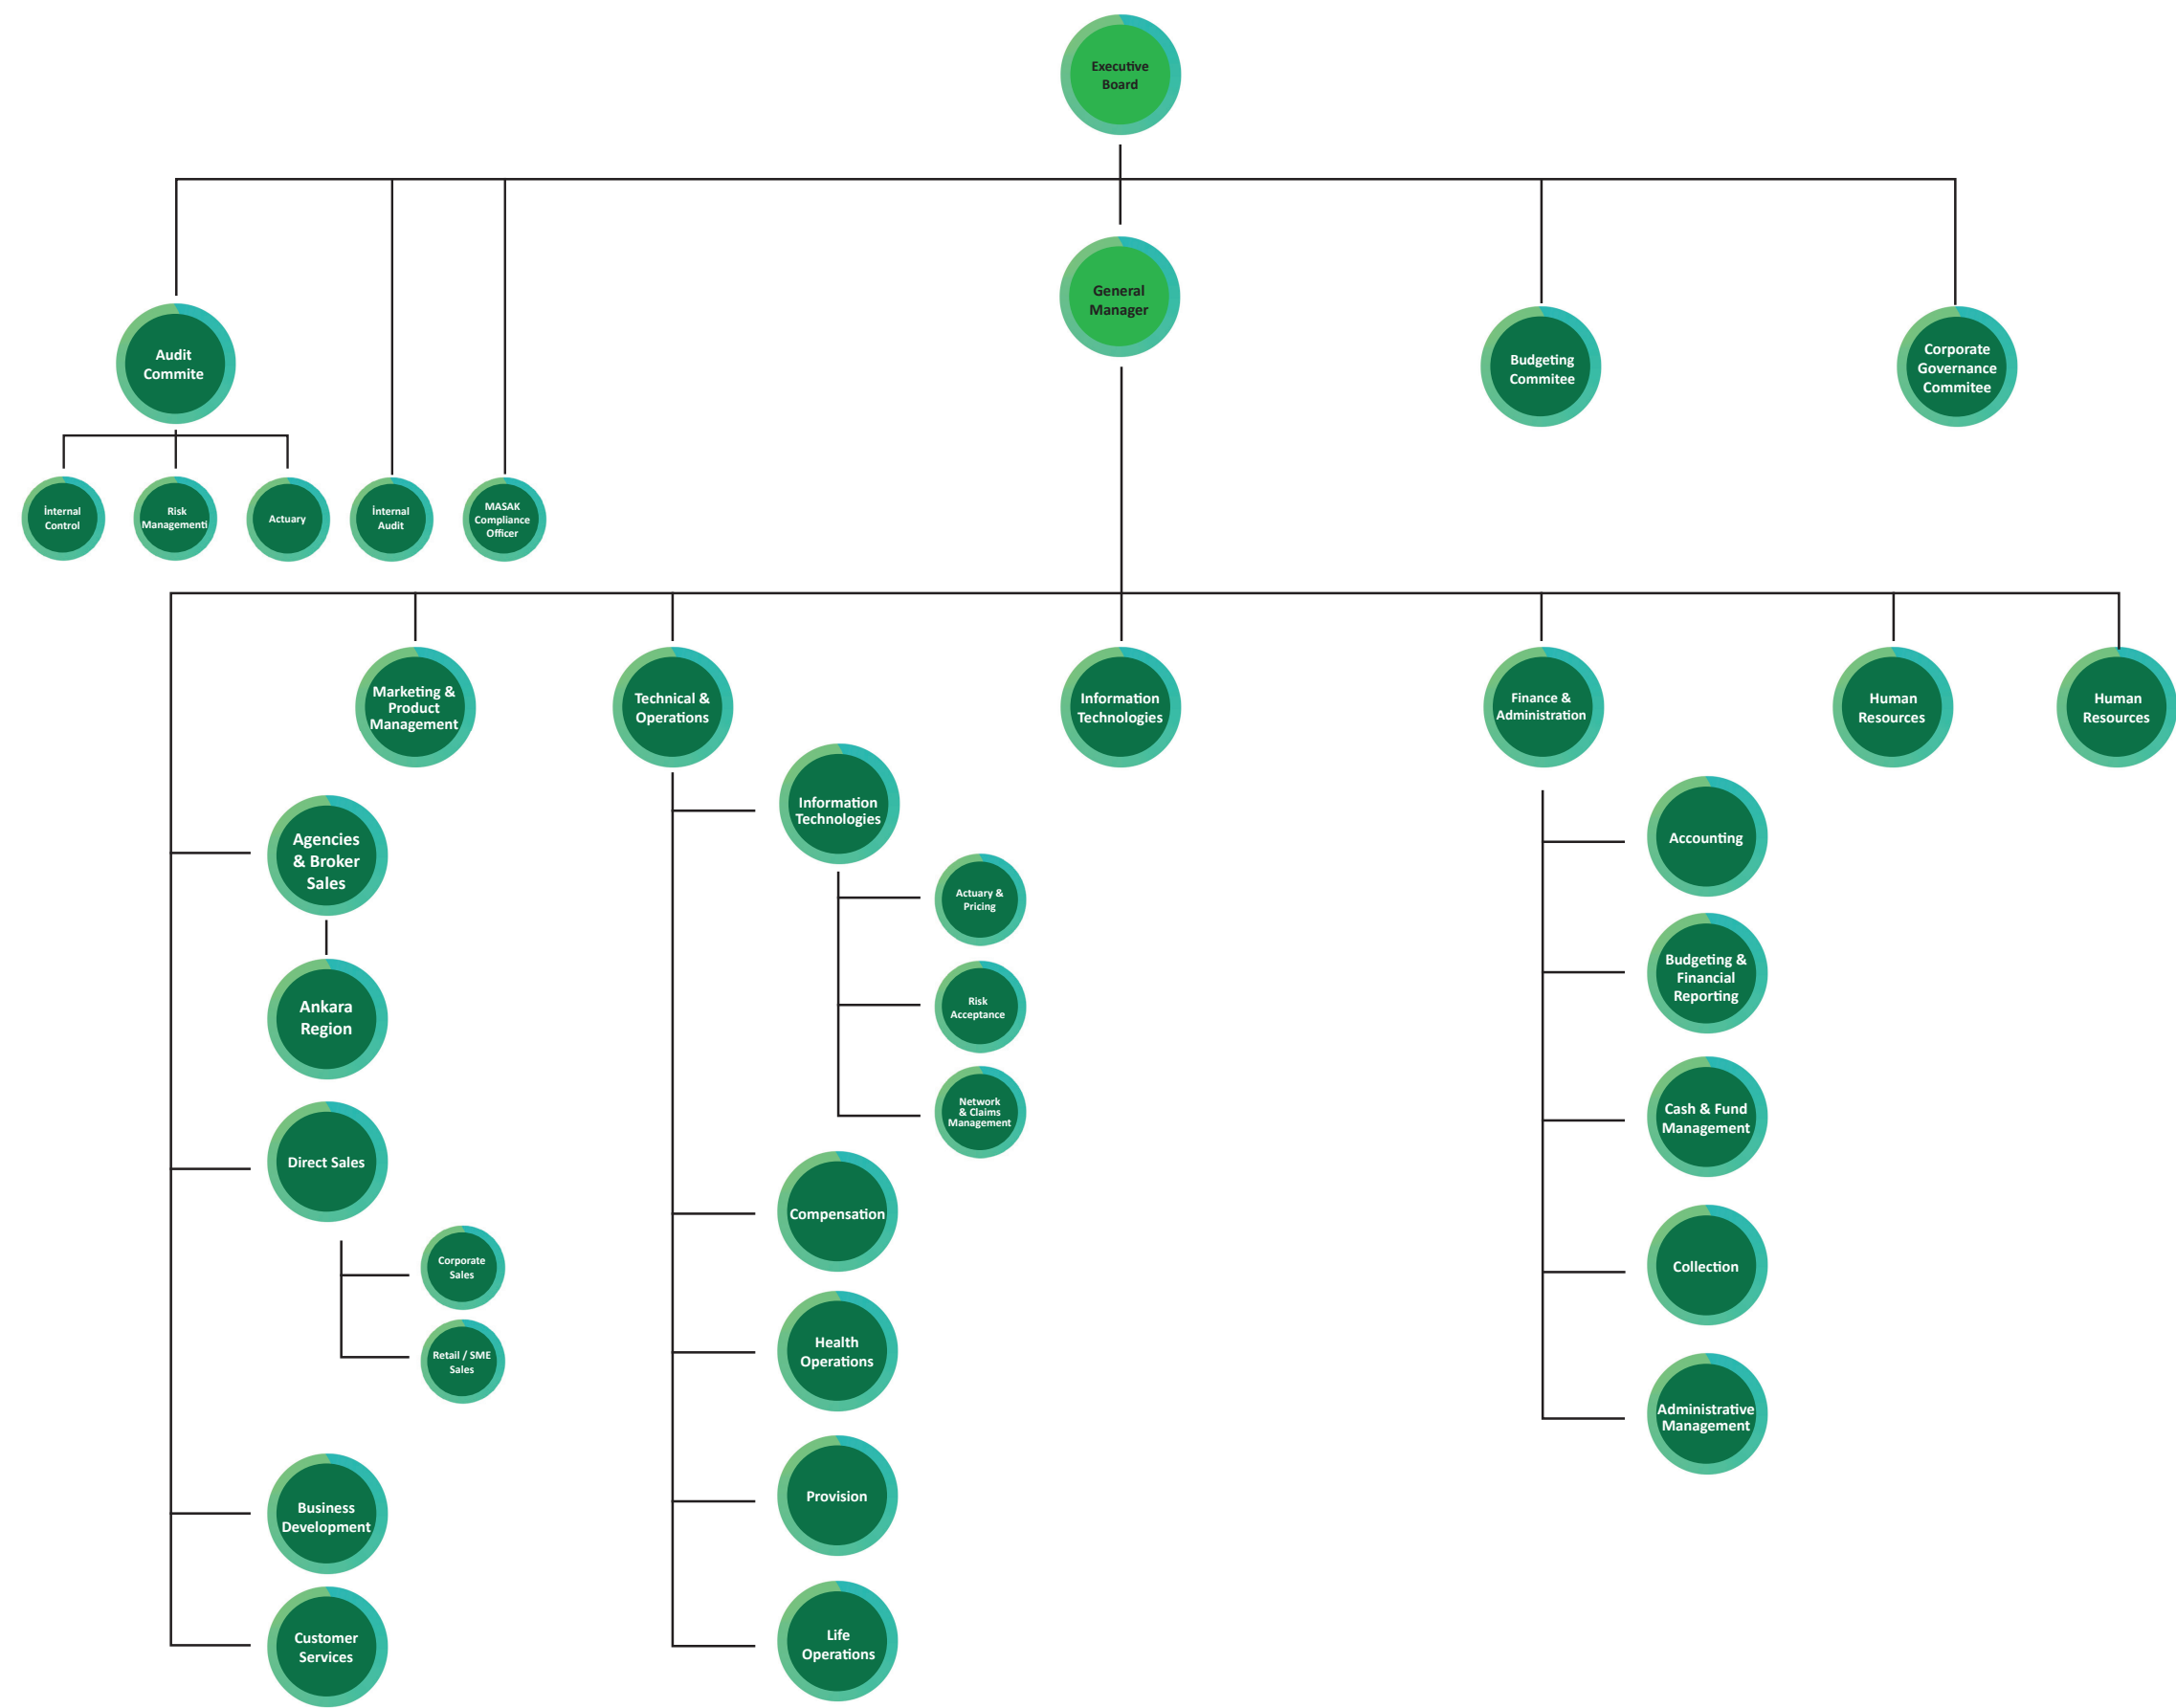 Executive
Board
General
Manager
Audit
Commite
Budgeting
Commitee
Corporate
Governance
Commitee
İnternal
Control
Risk
Managementi
Actuary
İnternal
Audit
MASAK
Compliance
Officer
Marketing &
Product
Management
Technical &
Operations
Information
Technologies
Finance &
Administration
Human
Resources
Human
Resources
Agencies
& Broker
Sales
Ankara
Region
Direct Sales
Corporate
Sales
Retail / SME
Sales
Business
Development
Customer
Services
Information
Technologies
Actuary &
Pricing
Risk
Acceptance
Network
& Claims
Management
Compensation
Health
Operations
Provision
Life
Operations
Accounting
Budgeting &
Financial
Reporting
Cash & Fund
Management
Collection
Administrative
Management